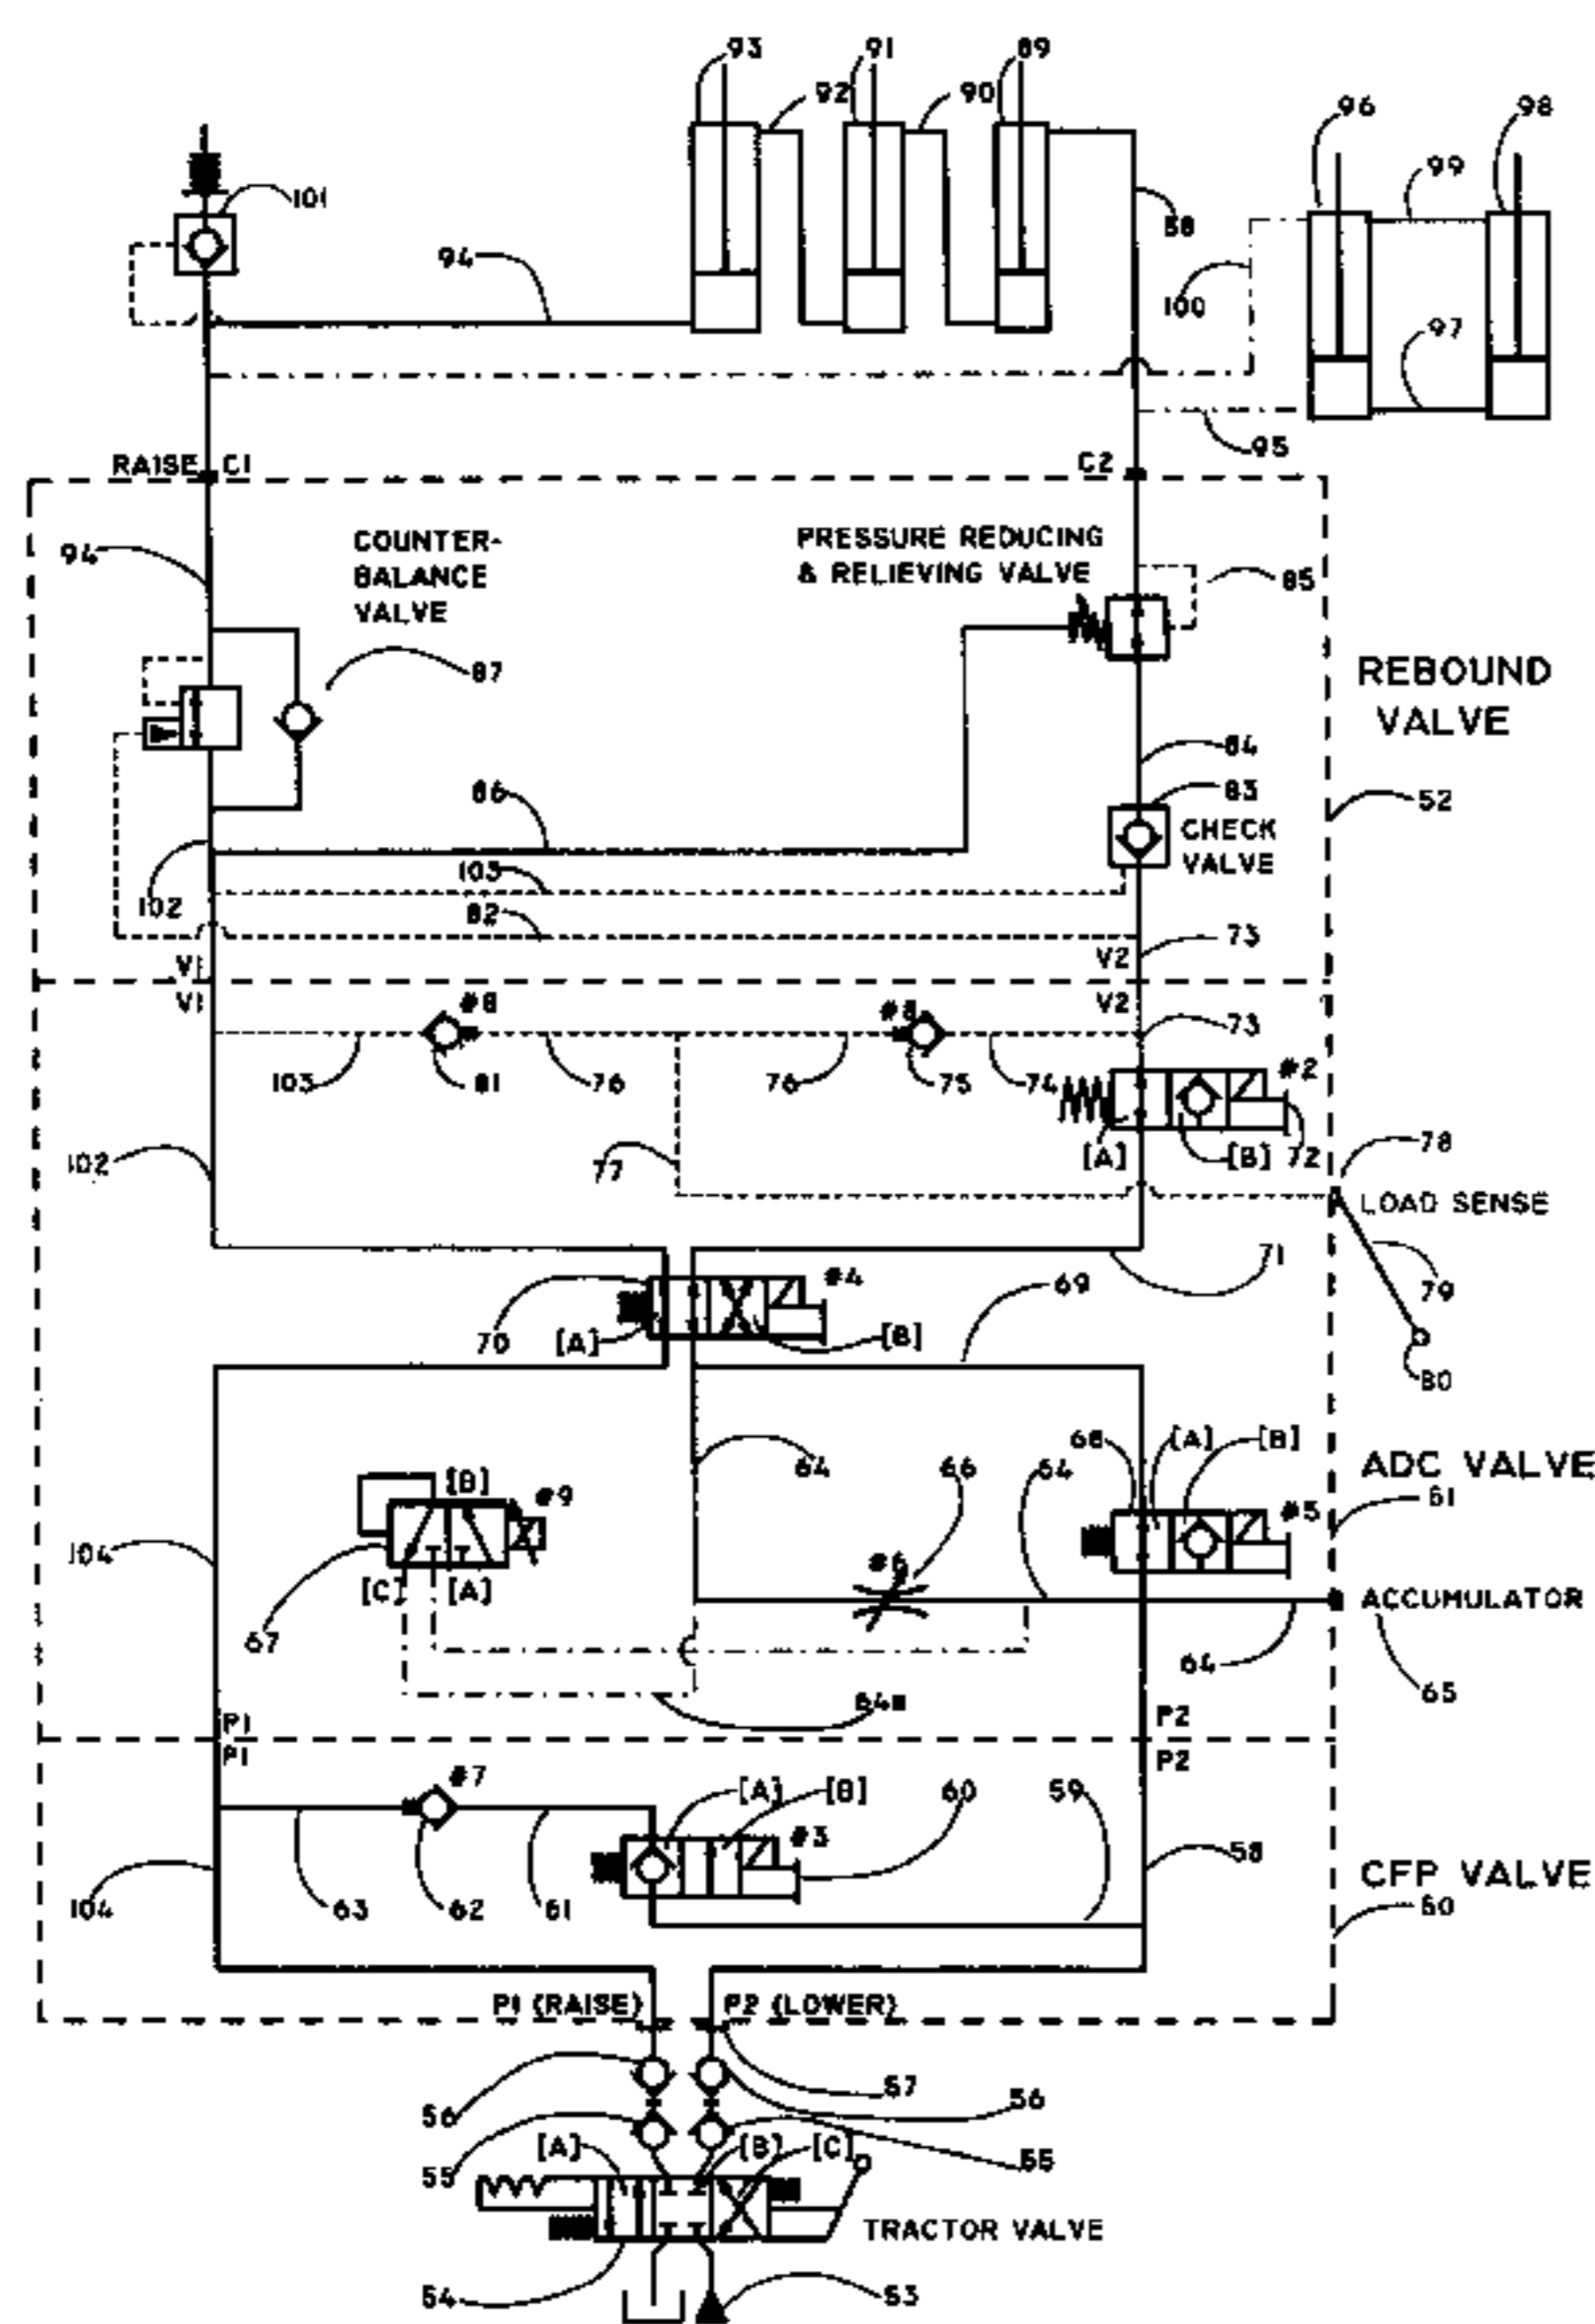 93
91
89
92
90
96
98
99
101
58
94
100
97
95
RAISE C1
C2
94
COUNTER-
BALANCE
VALVE
PRESSURE REDUCING
& RELIEVING VALVE
85
87
REBOUND
VALVE
84
86
83
52
CHECK
VALVE
103
102
82
73
V1
V2
V1
V2
#8
#8
73
103
81
76
76
75
74
#2
[A]
[B]
72
78
102
77
LOAD SENSE
71
79
#4
69
70
[A]
[B]
80
68
[A]
[B]
64
66
64
ADC VALVE
[B]
#9
#5
51
104
#6
[C]
[A]
ACCUMULATOR
67
64
65
64a
P1
P2
P1
P2
#7
[A]
[B]
60
59
#3
58
CFP VALVE
104
63
62
61
50
P1 (RAISE)
P2 (LOWER)
57
56
56
[A]
[B]
[C]
55
55
TRACTOR VALVE
54
53